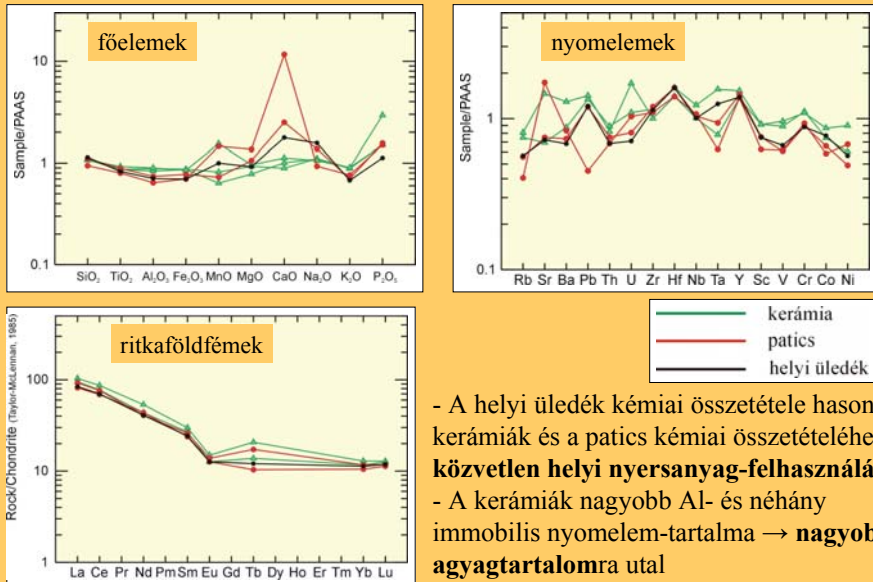 főelemek
Sample/PAAS
10
1
0.1
SiO₂ TiO₂ Al₂O₃ Fe₂O₃ MnO MgO CaO Na₂O K₂O P₂O₅
nyomelemek
Sample/PAAS
1
0.1
Rb Sr Ba Pb Th U Zr Hf Nb Ta Y Sc V Cr Co Ni
ritkaföldfémek
Rock/Chondrite (Taylor-McLennan, 1985)
100
10
1
La Ce Pr Nd Pm Sm Eu Gd Tb Dy Ho Er Tm Yb Lu
kerámia
patics
helyi üledék
- A helyi üledék kémiai összetétele hason
kerámiák és a patics kémiai összetételéhe
közvetlen helyi nyersanyag-felhasználá
- A kerámiák nagyobb Al- és néhány
immobilis nyomelem-tartalma → nagyob
agyagtartalomra utal